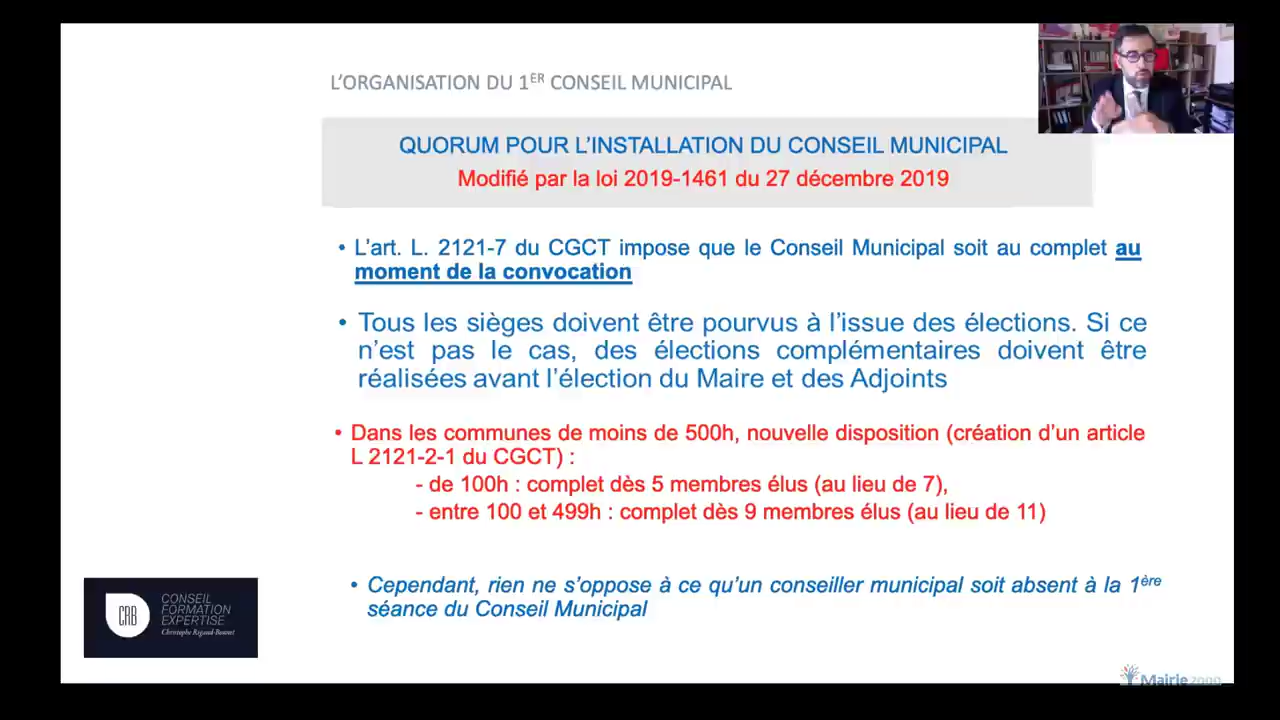 L'ORGANISATION DU 1ER CONSEIL MUNICIPAL
QUORUM POUR L'INSTALLATION DU CONSEIL MUNICIPAL
Modifié par la loi 2019-1461 du 27 décembre 2019
• L'art. L. 2121-7 du CGCT impose que le Conseil Municipal soit au complet au
moment de la convocation
• Tous les sièges doivent être pourvus à l'issue des élections. Si ce
n'est pas le cas, des élections complémentaires doivent être
réalisées avant l'élection du Maire et des Adjoints
• Dans les communes de moins de 500h, nouvelle disposition (création d'un article
L 2121-2-1 du CGCT) :
- de 100h : complet dès 5 membres élus (au lieu de 7),
- entre 100 et 499h : complet dès 9 membres élus (au lieu de 11)
• Cependant, rien ne s'oppose à ce qu'un conseiller municipal soit absent à la 1ère
séance du Conseil Municipal
CRB
CONSEIL
FORMATION
EXPERTISE
Christophe Rigaud-Bonnet
Mairie2000